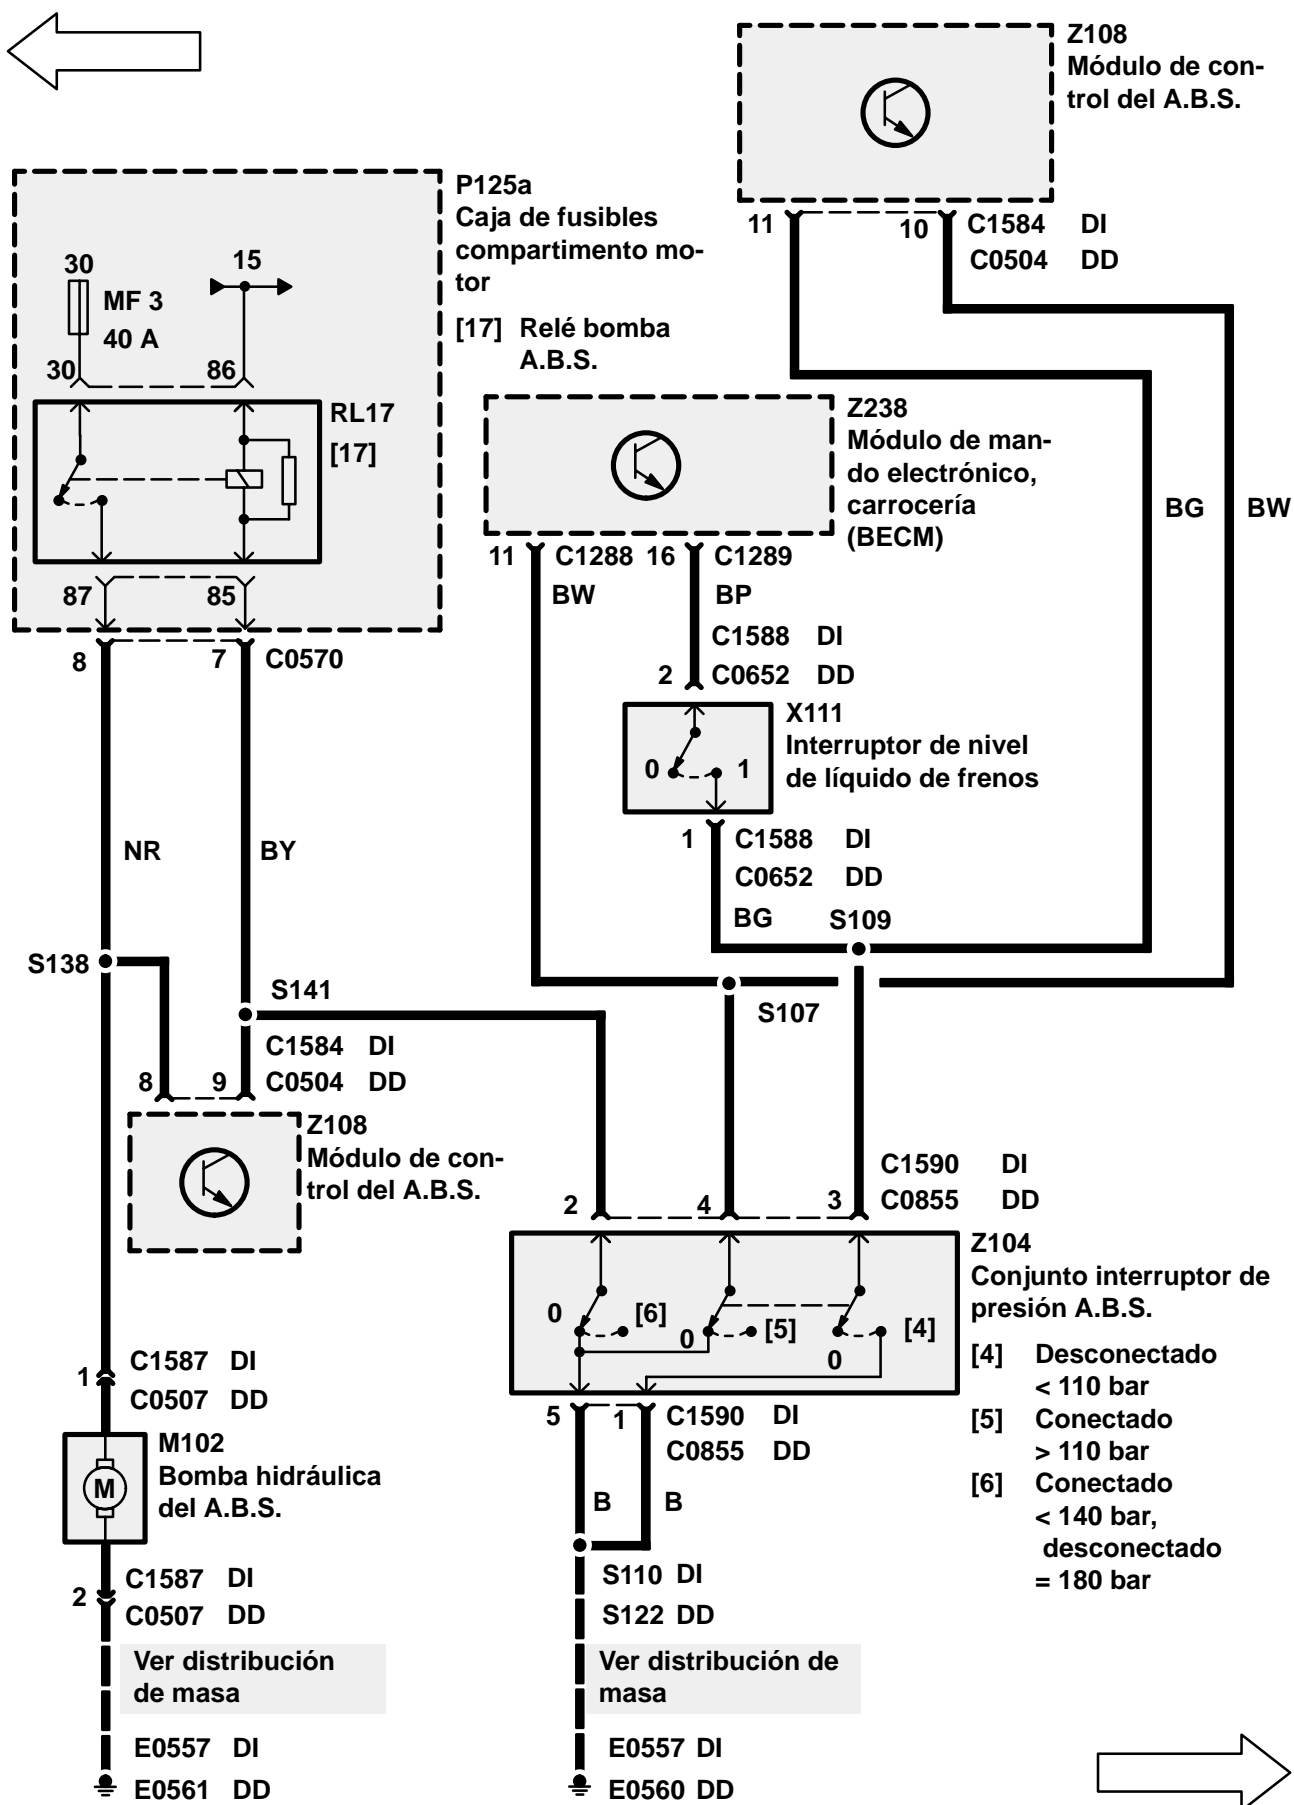 Z108
Módulo de con-
trol del A.B.S.
11
10
C1584 DI
C0504 DD
P125a
Caja de fusibles
compartimento mo-
tor
[17] Relé bomba
A.B.S.
30
15
MF 3
40 A
30
86
RL17
[17]
87
85
8
7
C0570
Z238
Módulo de man-
do electrónico,
carrocería
(BECM)
BG
BW
11
C1288
16
C1289
BW
BP
C1588 DI
2
C0652 DD
X111
Interruptor de nivel
de líquido de frenos
0
1
1
C1588 DI
C0652 DD
BG
S109
NR
BY
S138
S141
S107
C1584 DI
8
9
C0504 DD
Z108
Módulo de con-
trol del A.B.S.
C1590 DI
2
4
3
C0855 DD
Z104
Conjunto interruptor de
presión A.B.S.
0
[6]
0
[5]
0
[4]
[4] Desconectado
< 110 bar
[5] Conectado
> 110 bar
[6] Conectado
< 140 bar,
desconectado
= 180 bar
1
C1587 DI
C0507 DD
5
1
C1590 DI
C0855 DD
M102
Bomba hidráulica
del A.B.S.
M
B
B
2
C1587 DI
C0507 DD
S110 DI
S122 DD
Ver distribución
de masa
Ver distribución de
masa
E0557 DI
E0561 DD
E0557 DI
E0560 DD